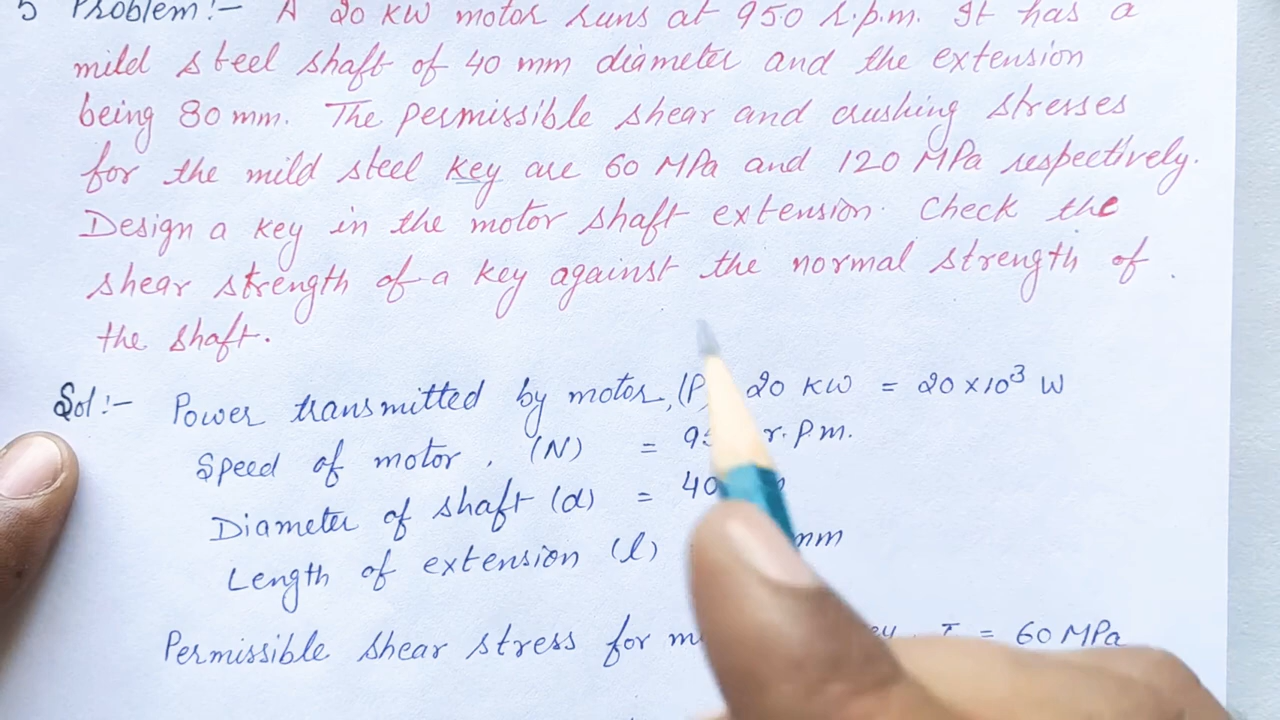 5 Problem:- A 20 KW motor runs at 950 r.p.m. It has a
mild steel shaft of 40 mm diameter and the extension
being 80 mm. The permissible shear and crushing stresses
for the mild steel key are 60 MPa and 120 MPa respectively.
Design a key in the motor shaft extension. Check the
shear strength of a key against the normal strength of
the shaft.
Sol:- Power transmitted by motor, (P) 20 KW = 20 x10³ W
Speed of motor, (N) = 95 r.p.m.
Diameter of shaft (d) = 40
Length of extension (l) mm
Permissible shear stress for m ey, τ = 60 MPa